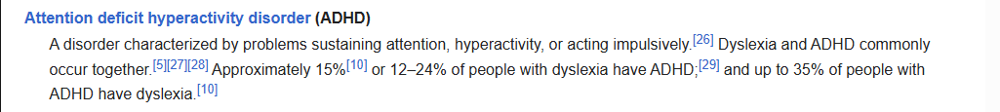 Attention deficit hyperactivity disorder (ADHD)
A disorder characterized by problems sustaining attention, hyperactivity, or acting impulsively.[26] Dyslexia and ADHD commonly
occur together.[5][27][28] Approximately 15%[10] or 12–24% of people with dyslexia have ADHD;[29] and up to 35% of people with
ADHD have dyslexia.[10]